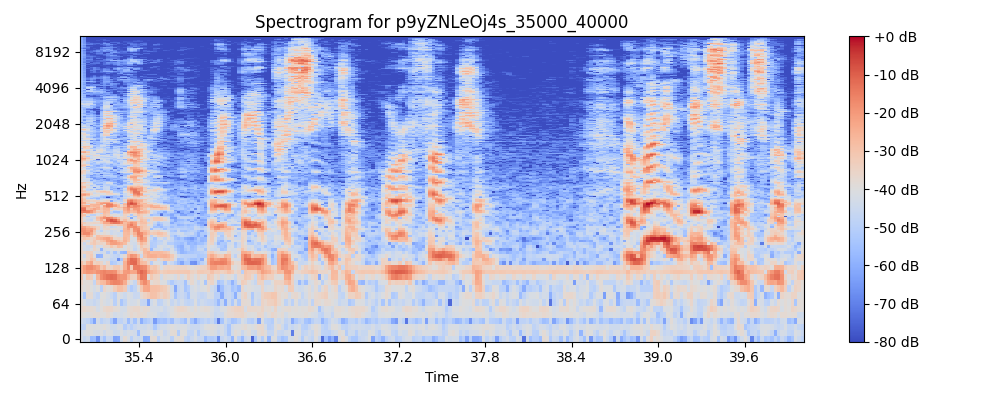 Spectrogram for p9yZNLeOj4s_35000_40000
Hz
8192
4096
2048
1024
512
256
128
64
0
35.4 36.0 36.6 37.2 37.8 38.4 39.0 39.6
Time
+0 dB
-10 dB
-20 dB
-30 dB
-40 dB
-50 dB
-60 dB
-70 dB
-80 dB